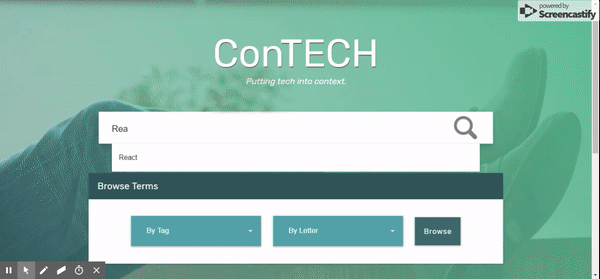 powered by
Screencastify
ConTECH
Putting tech into context.
Rea
React
Browse Terms
By Tag
By Letter
Browse